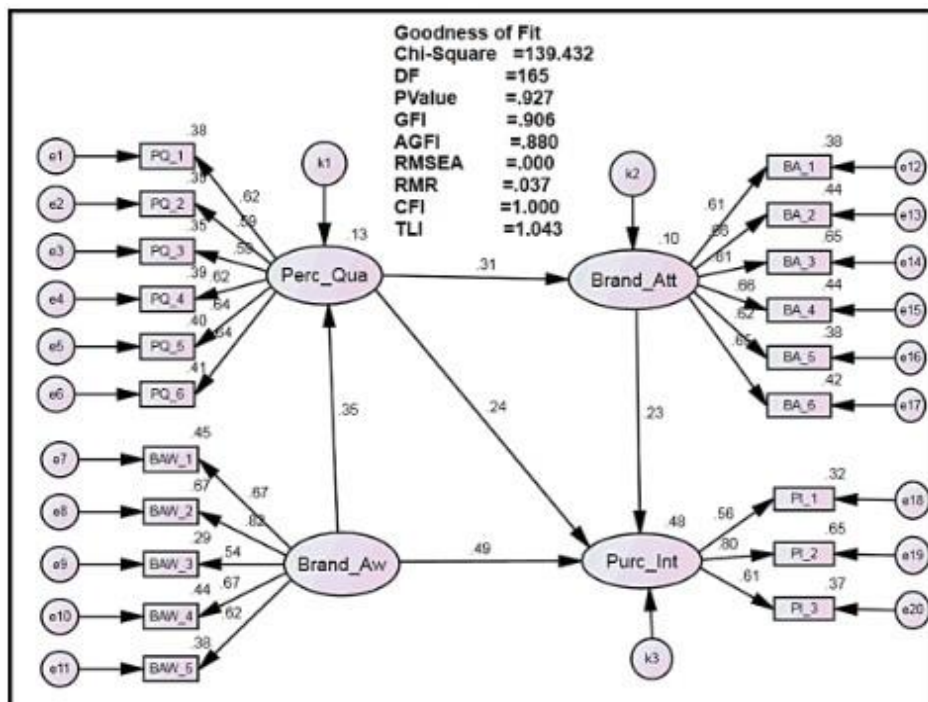 Goodness of Fit
Chi-Square =139.432
DF =165
PValue =.927
GFI =.906
AGFI =.880
RMSEA =.000
RMR =.037
CFI =1.000
TLI =1.043
.38
e1 PQ_1
e2 PQ_2
.35
e3 PQ_3
.39
e4 PQ_4
.40
e5 PQ_5
.41
e6 PQ_6
.62
.59
.62
.64
.64
k1
.13
Perc_Qua
.31
k2
.10
Brand_Att
.38
BA_1 e12
.44
BA_2 e13
.65
BA_3 e14
.44
BA_4 e15
.38
BA_5 e16
.42
BA_6 e17
.61
.66
.81
.66
.62
.65
.35
.24
.23
.45
e7 BAW_1
.67
e8 BAW_2
.29
e9 BAW_3
.44
e10 BAW_4
.38
e11 BAW_5
.67
.82
.54
.67
.62
Brand_Aw
.49
.48
Purc_Int
k3
.32
PI_1 e18
.65
PI_2 e19
.37
PI_3 e20
.56
.80
.61